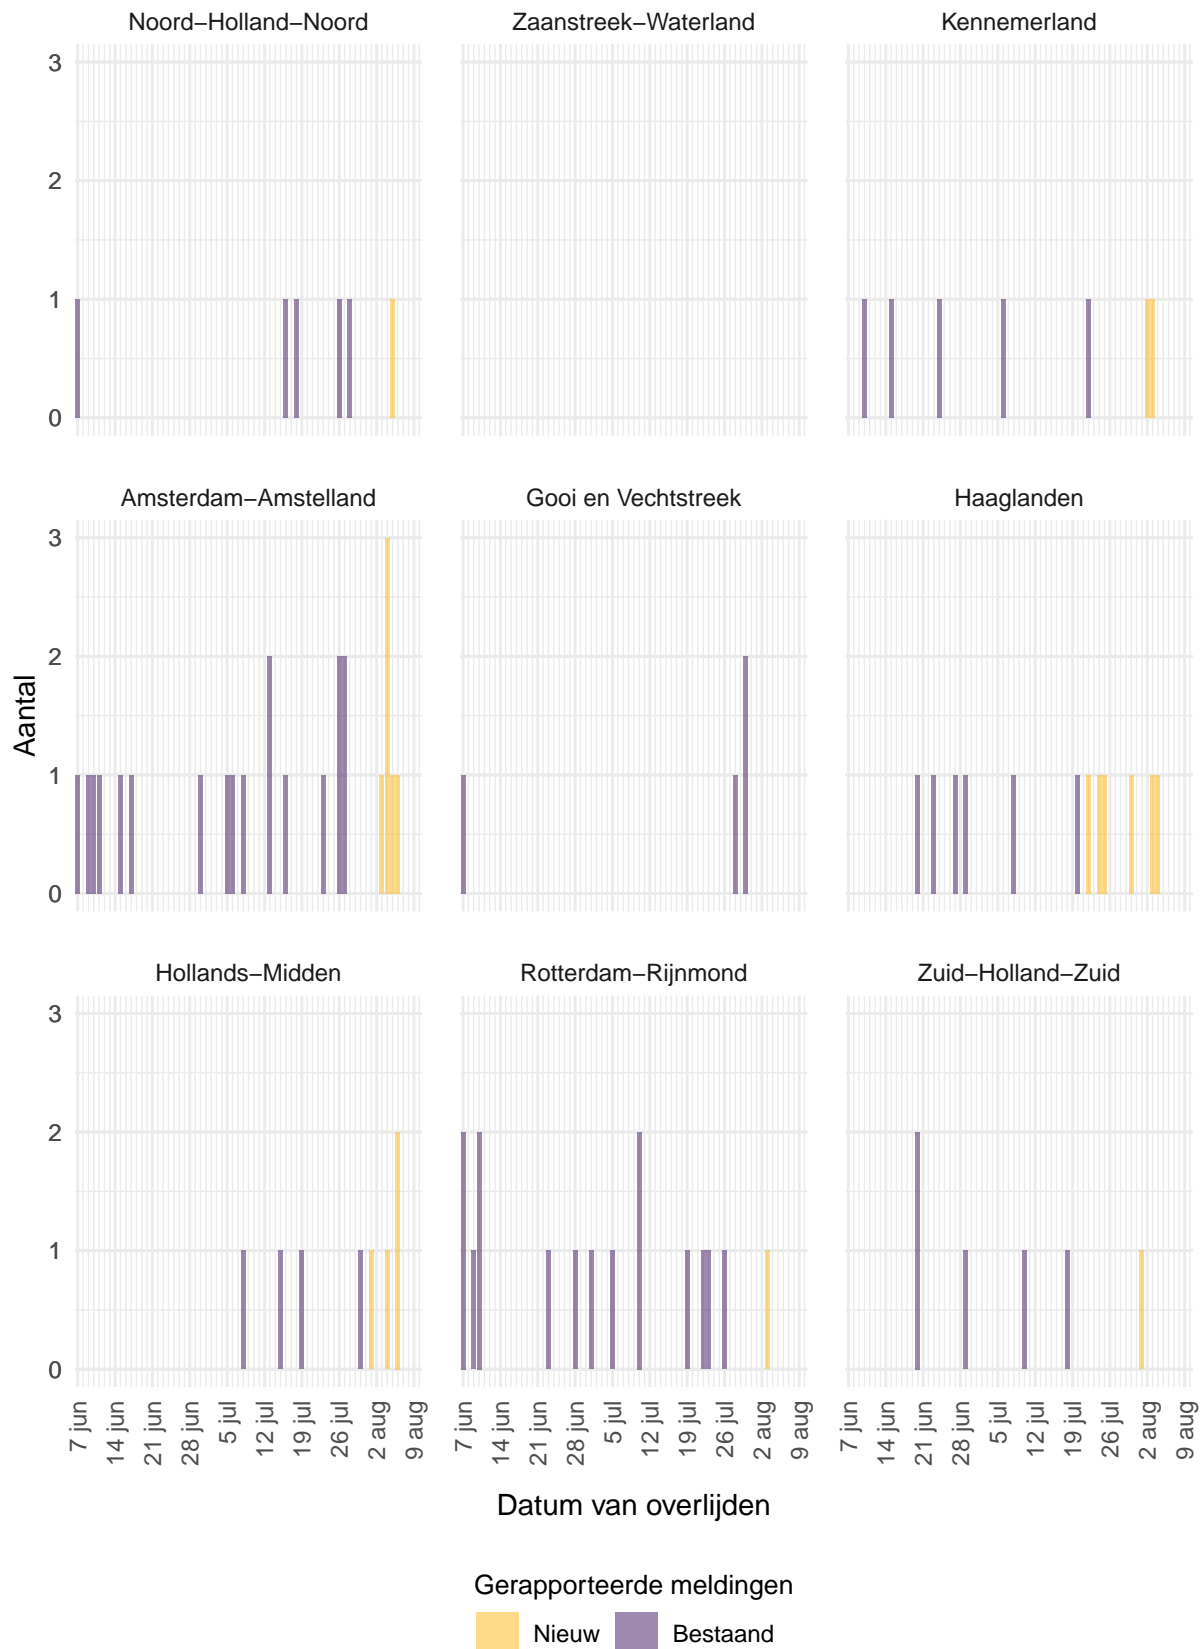 Noord−Holland−Noord
Zaanstreek−Waterland
Kennemerland
3
2
1
0
Amsterdam−Amstelland
Gooi en Vechtstreek
Haaglanden
3
2
1
0
Aantal
Hollands−Midden
Rotterdam−Rijnmond
Zuid−Holland−Zuid
3
2
1
0
7 jun
14 jun
21 jun
28 jun
5 jul
12 jul
19 jul
26 jul
2 aug
9 aug
7 jun
14 jun
21 jun
28 jun
5 jul
12 jul
19 jul
26 jul
2 aug
9 aug
7 jun
14 jun
21 jun
28 jun
5 jul
12 jul
19 jul
26 jul
2 aug
9 aug
Datum van overlijden
Gerapporteerde meldingen
Nieuw
Bestaand